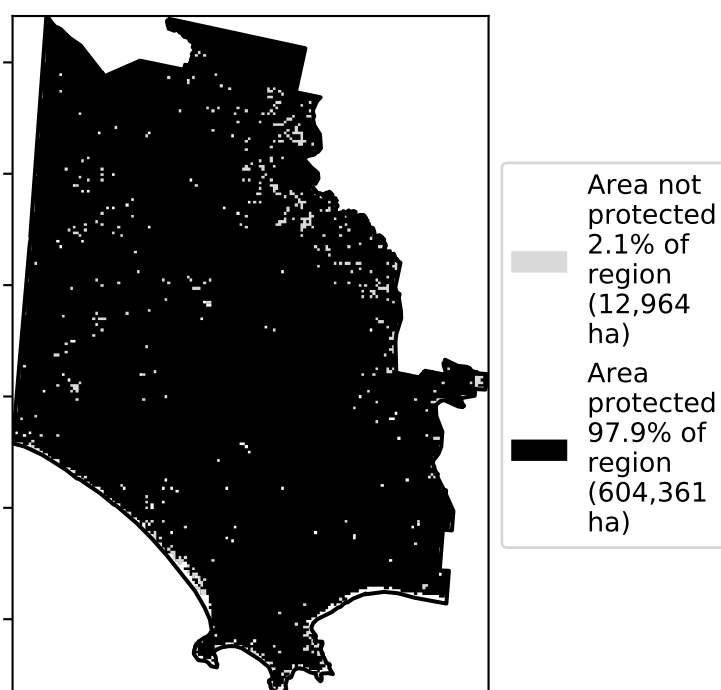 Area not
protected
2.1% of
region
(12,964
ha)
Area
protected
97.9% of
region
(604,361
ha)